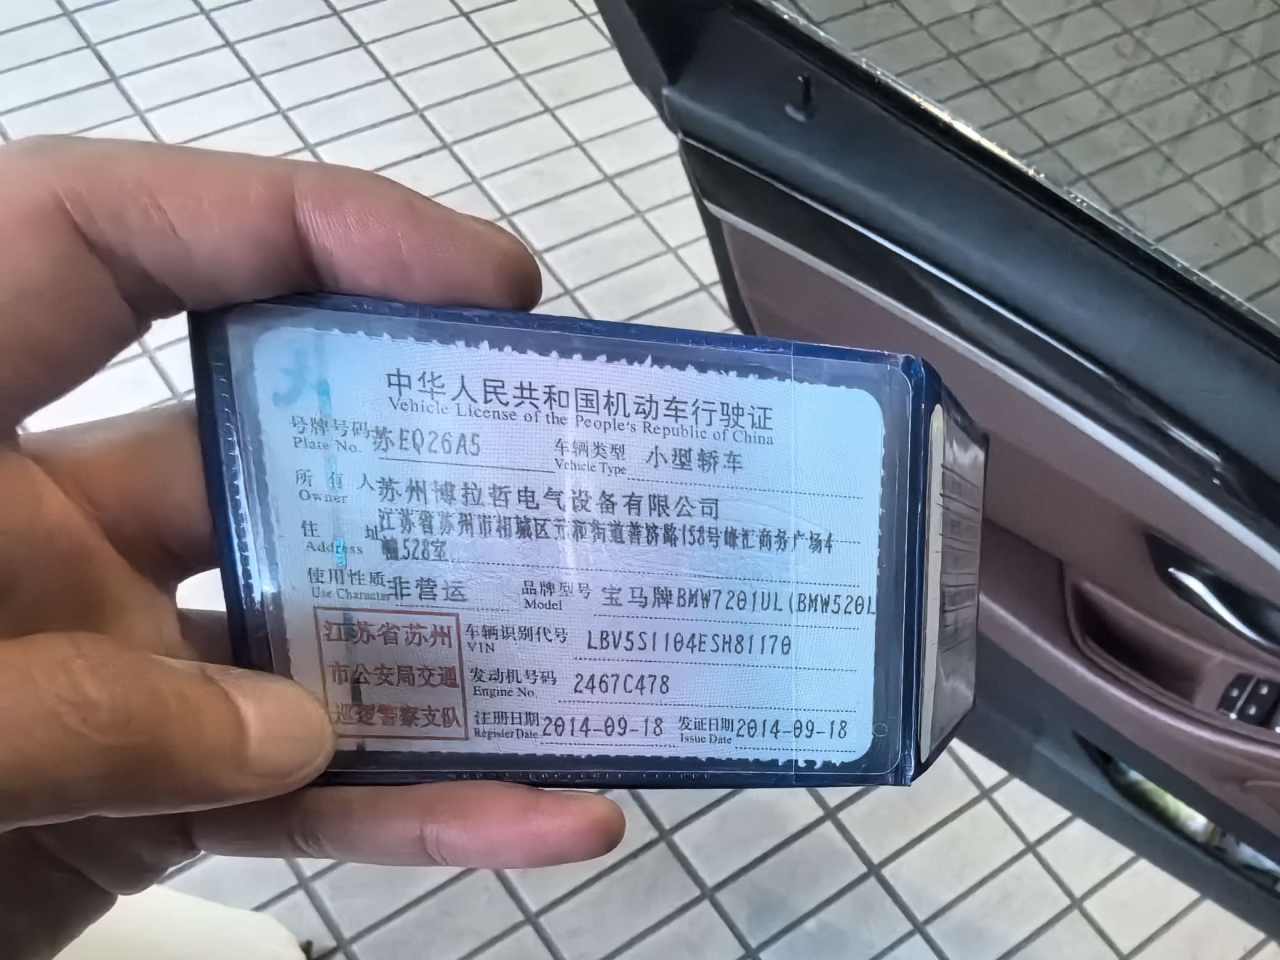 中华人民共和国机动车行驶证
Vehicle License of the People's Republic of China
号牌号码 苏EQ26A5 车辆类型 小型轿车
Plate No. Vehicle Type
所有人 苏州博拉哲电气设备有限公司
Owner
住址 江苏省苏州市相城区元和街道普济路158号峰汇商务广场4
Address 幢528室
使用性质 非营运 品牌型号 宝马牌BMW7201UL(BMW520L
Use Character Model
江苏省苏州 车辆识别代号 LBV5S1104ESH81170
VIN
市公安局交通 发动机号码 2467C478
Engine No.
巡逻警察支队 注册日期 2014-09-18 发证日期 2014-09-18
Register Date Issue Date